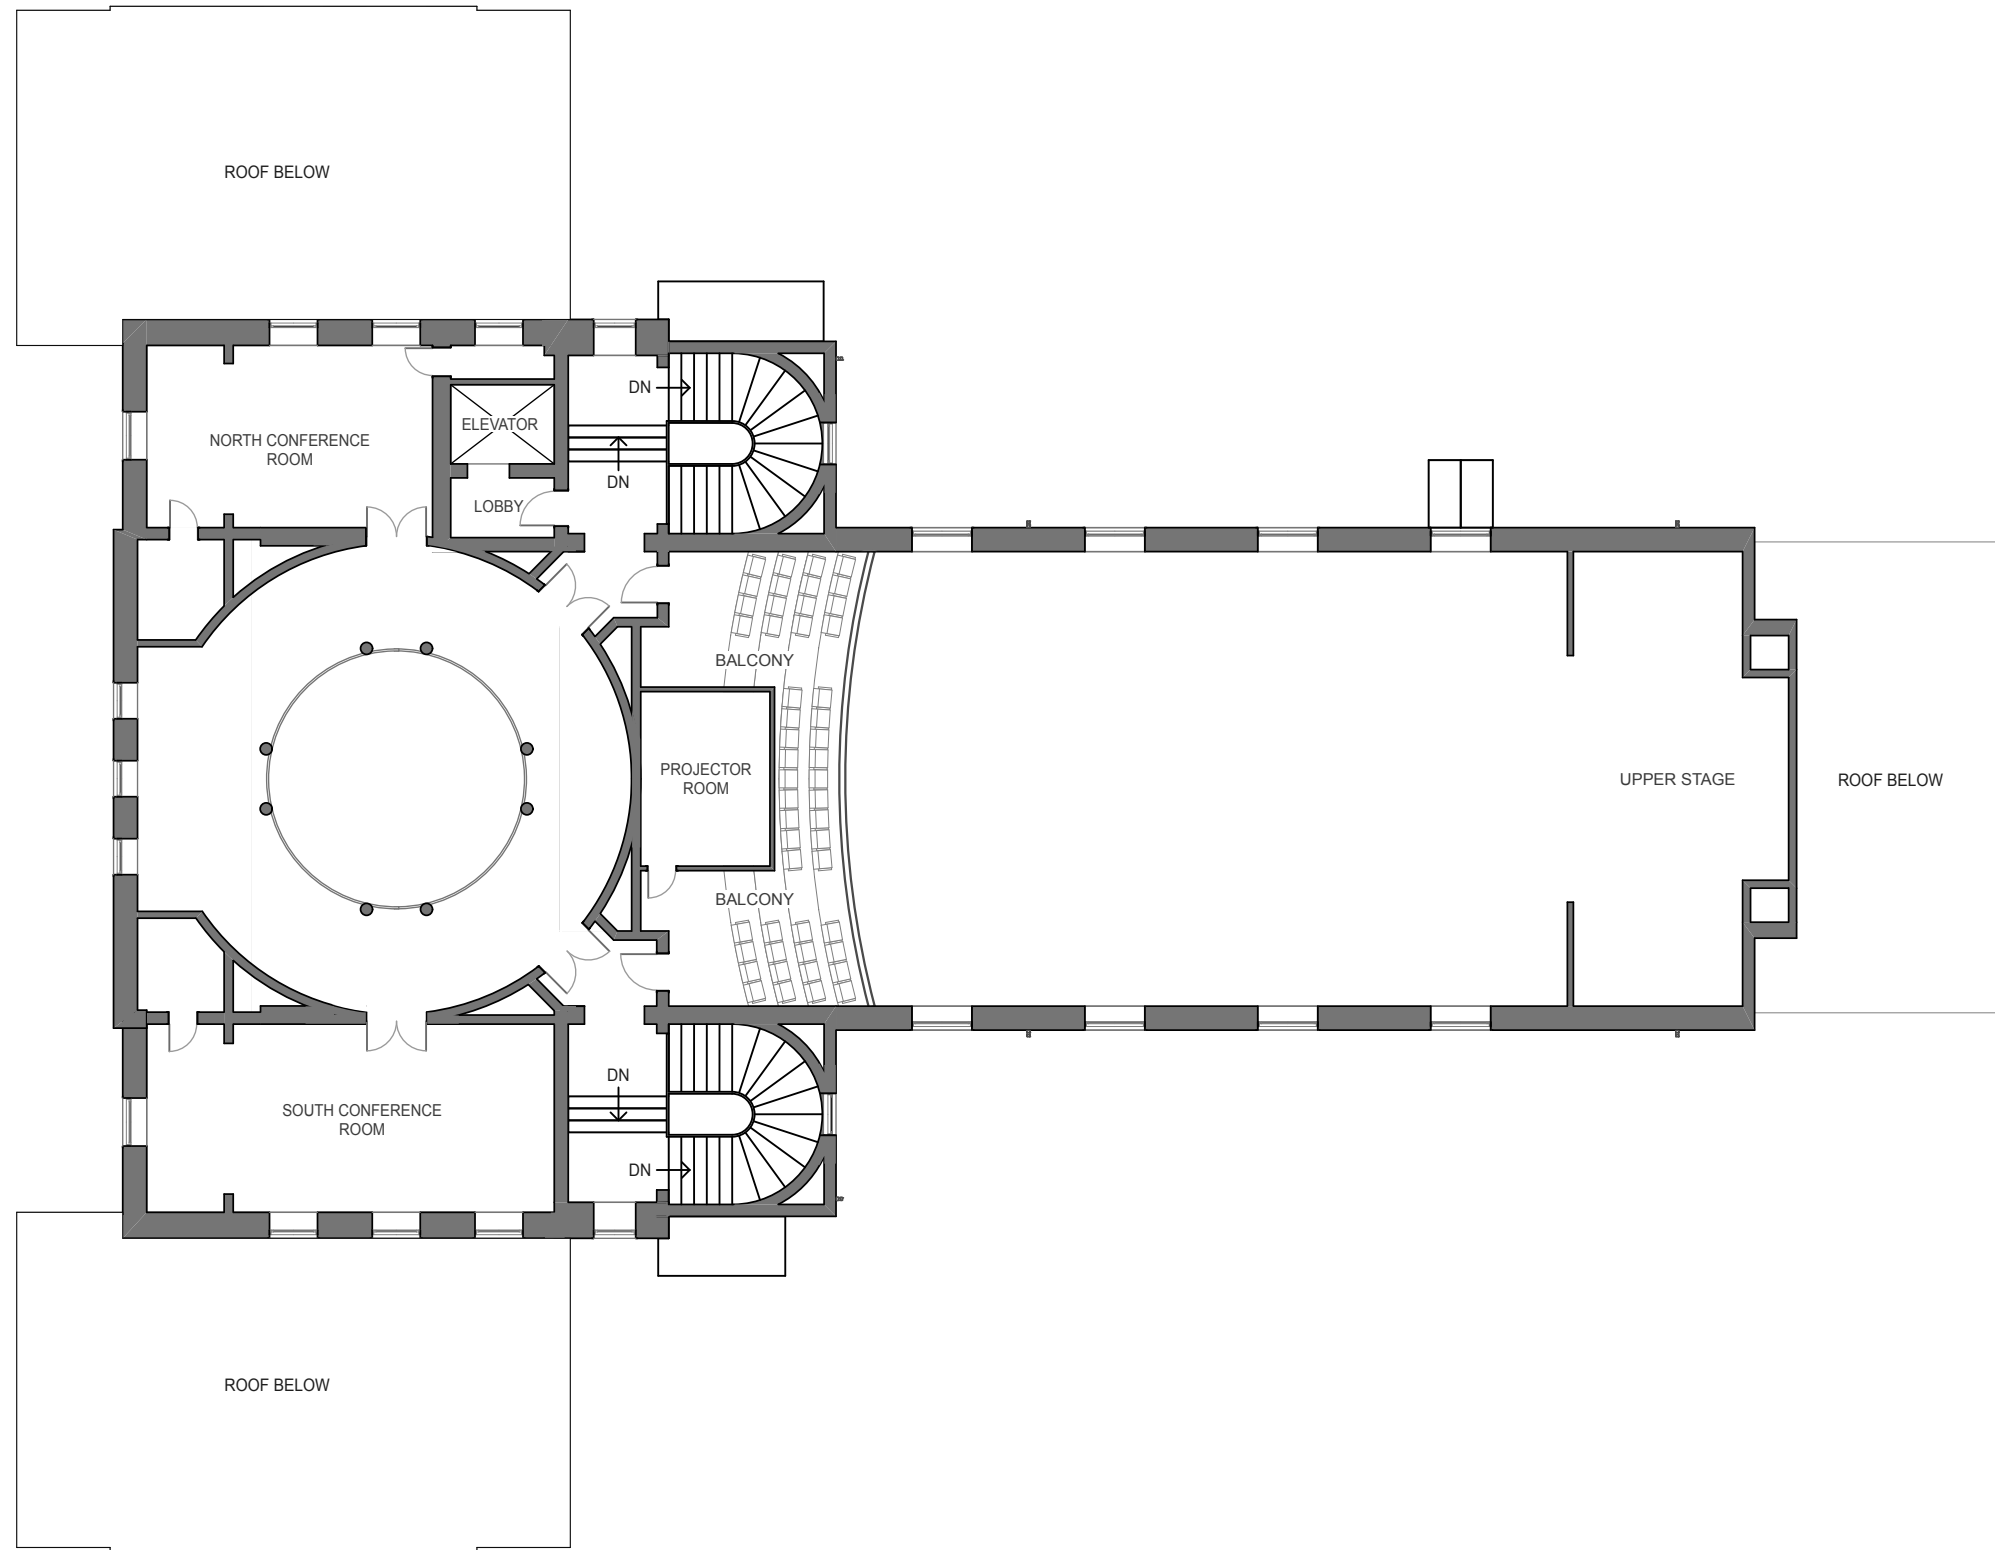 ROOF BELOW
DN
ELEVATOR
NORTH CONFERENCE
ROOM
DN
LOBBY
BALCONY
PROJECTOR
ROOM
UPPER STAGE
ROOF BELOW
BALCONY
DN
SOUTH CONFERENCE
ROOM
DN
ROOF BELOW